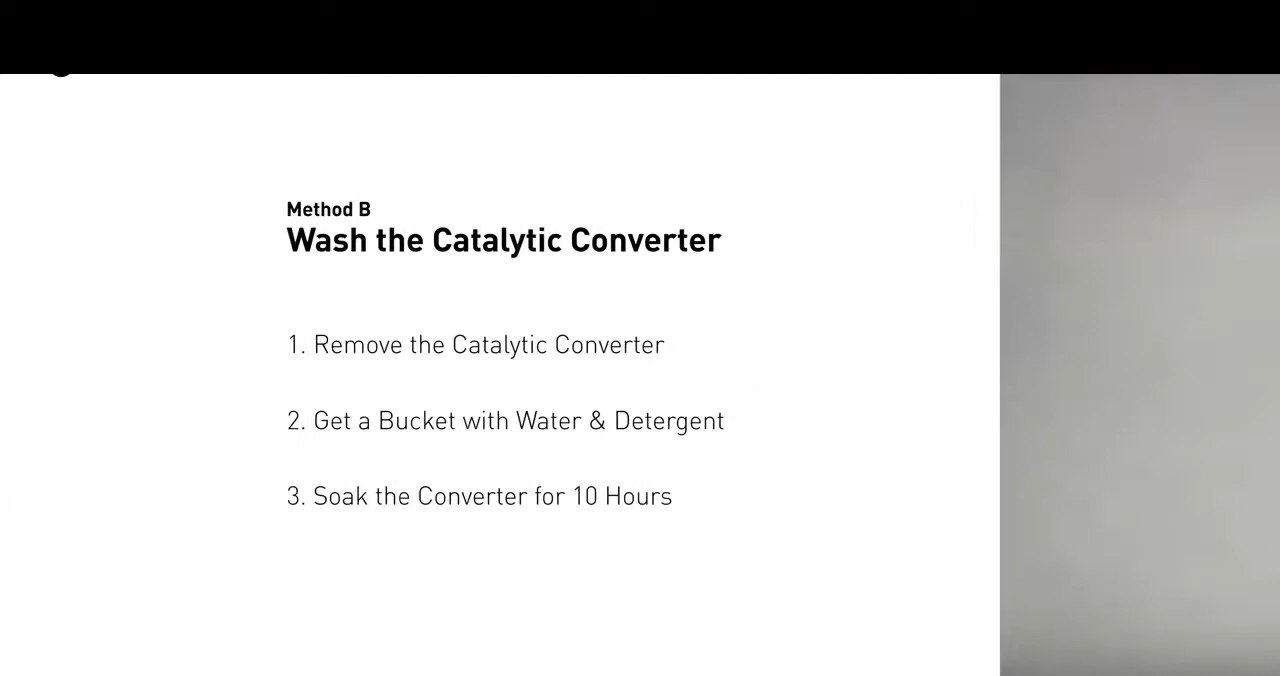 Method B
Wash the Catalytic Converter
1. Remove the Catalytic Converter
2. Get a Bucket with Water & Detergent
3. Soak the Converter for 10 Hours